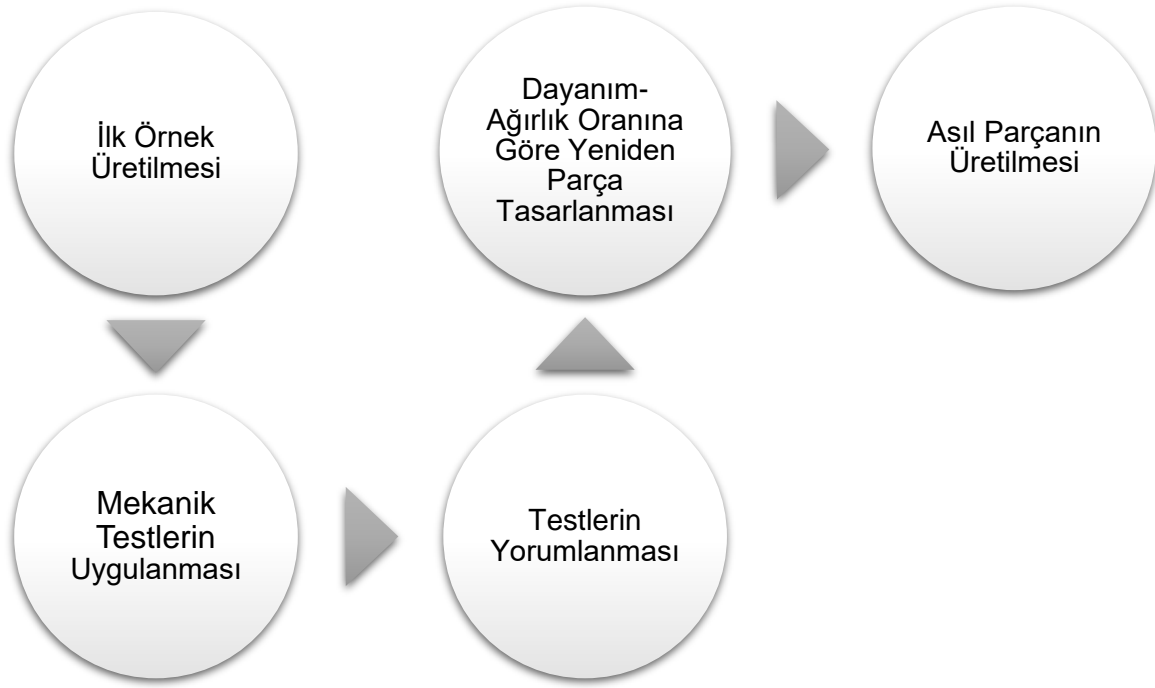 İlk Örnek
Üretilmesi
Mekanik
Testlerin
Uygulanması
Testlerin
Yorumlanması
Dayanım-
Ağırlık Oranına
Göre Yeniden
Parça
Tasarlanması
Asıl Parçanın
Üretilmesi